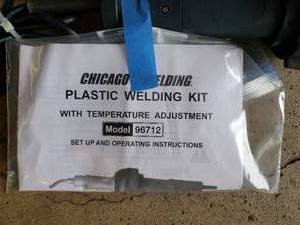 CHICAGO WELDING
PLASTIC WELDING KIT
WITH TEMPERATURE ADJUSTMENT
Model 96712
SET UP AND OPERATING INSTRUCTIONS